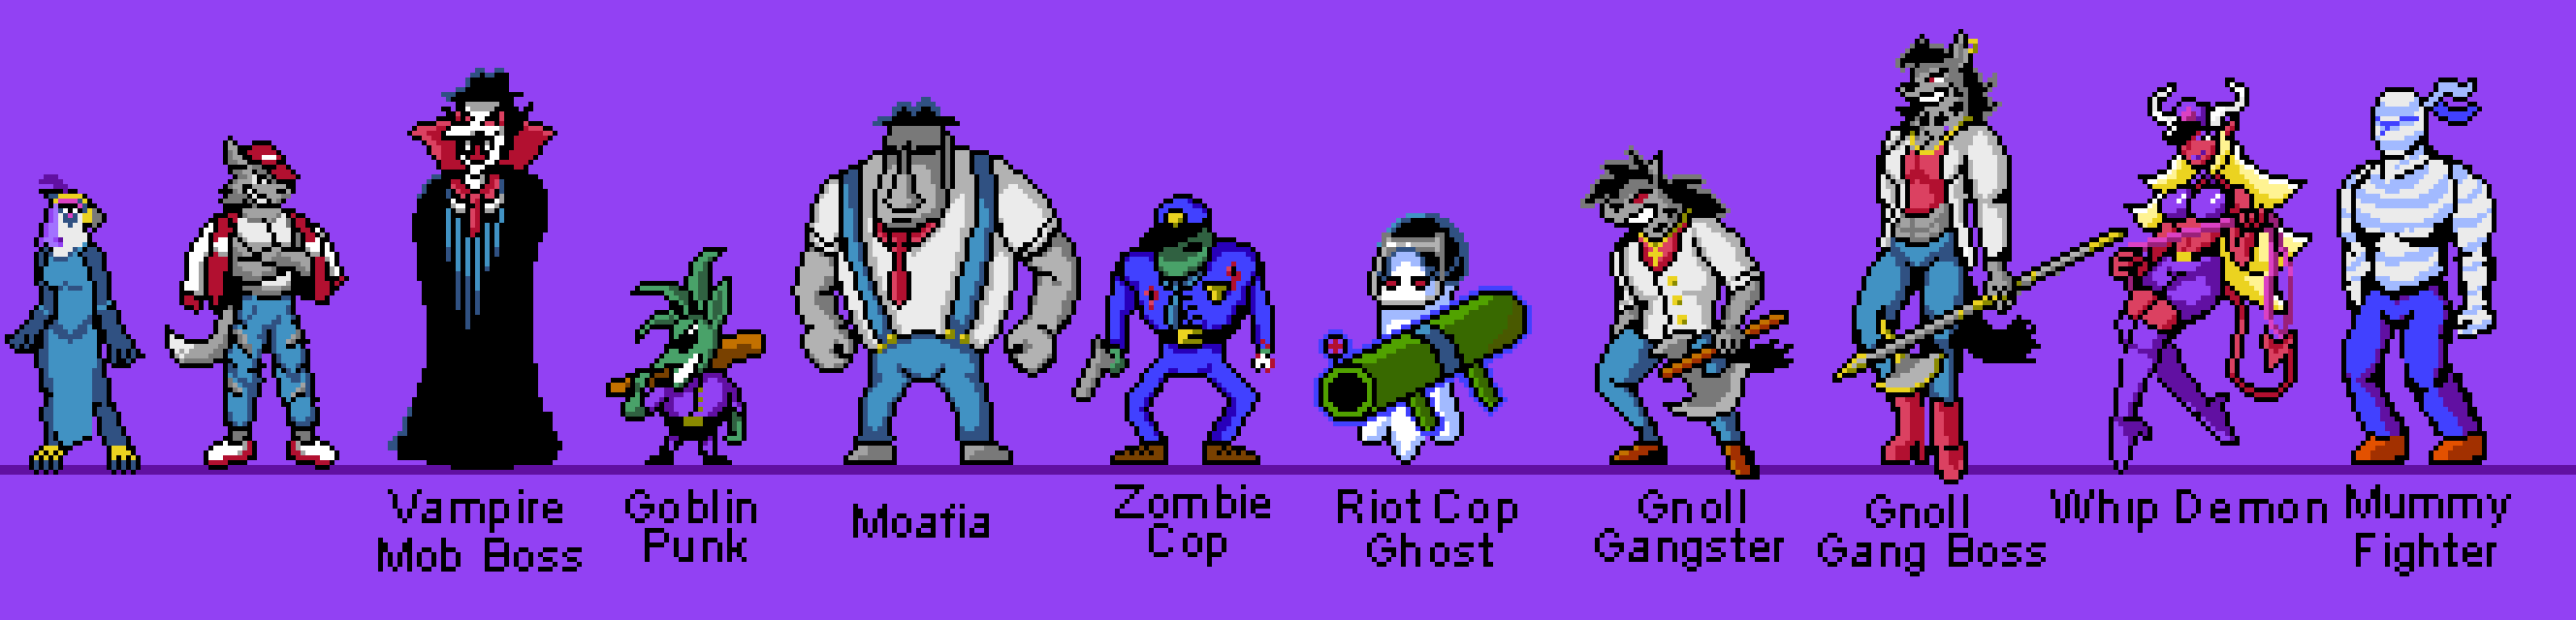 Vampire
Mob Boss
Goblin
Punk
Moafia
Zombie
Cop
Riot Cop
Ghost
Gnoll
Gangster
Gnoll
Gang Boss
Whip Demon
Mummy
Fighter